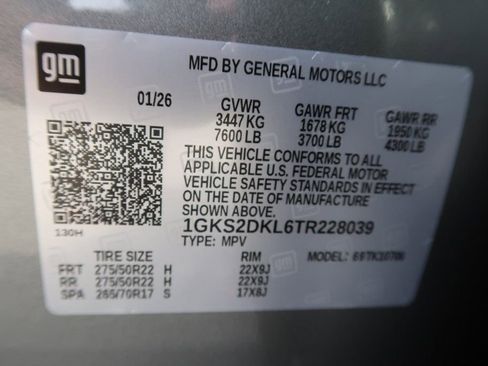 gm
MFD BY GENERAL MOTORS LLC
01/26
GVWR GAWR FRT GAWR RR
3447 KG 1678 KG 1950 KG
7600 LB 3700 LB 4300 LB
THIS VEHICLE CONFORMS TO ALL
APPLICABLE U.S. FEDERAL MOTOR
VEHICLE SAFETY STANDARDS IN EFFECT
ON THE DATE OF MANUFACTURE
SHOWN ABOVE.
130H
1GKS2DKL6TR228039
TYPE: MPV MODEL:
TIRE SIZE RIM
FRT 275/50R22 H 22X9J
RR 275/50R22 H 22X9J
SPA 265/70R17 S 17X8J